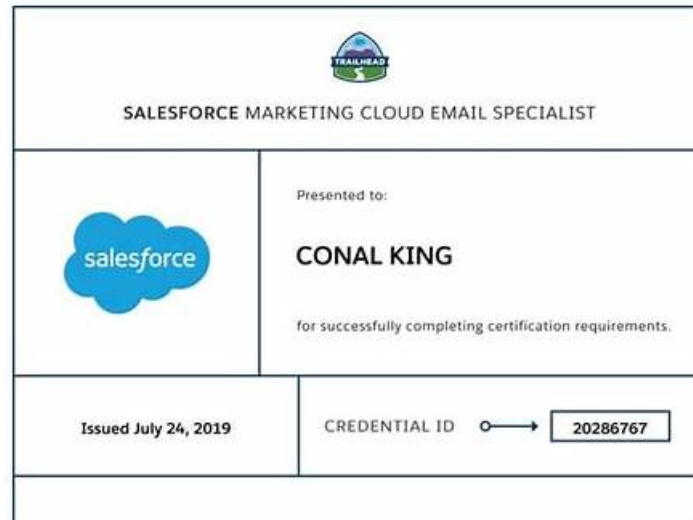 TRAILHEAD
SALESFORCE MARKETING CLOUD EMAIL SPECIALIST
salesforce
Presented to:
CONAL KING
for successfully completing certification requirements.
Issued July 24, 2019
CREDENTIAL ID
20286767